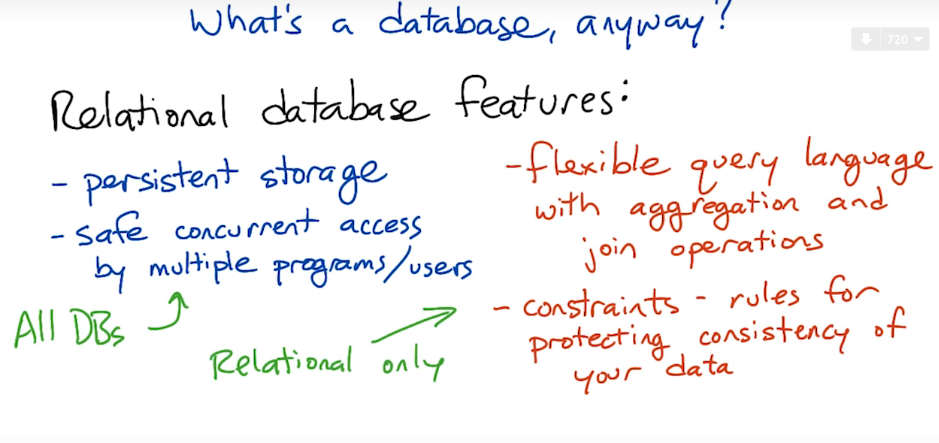 What's a database, anyway?
720
Relational database features:
- persistent storage
- safe concurrent access
by multiple programs/users
All DBs
- flexible query language
with aggregation and
join operations
- constraints - rules for
protecting consistency of
your data
Relational only